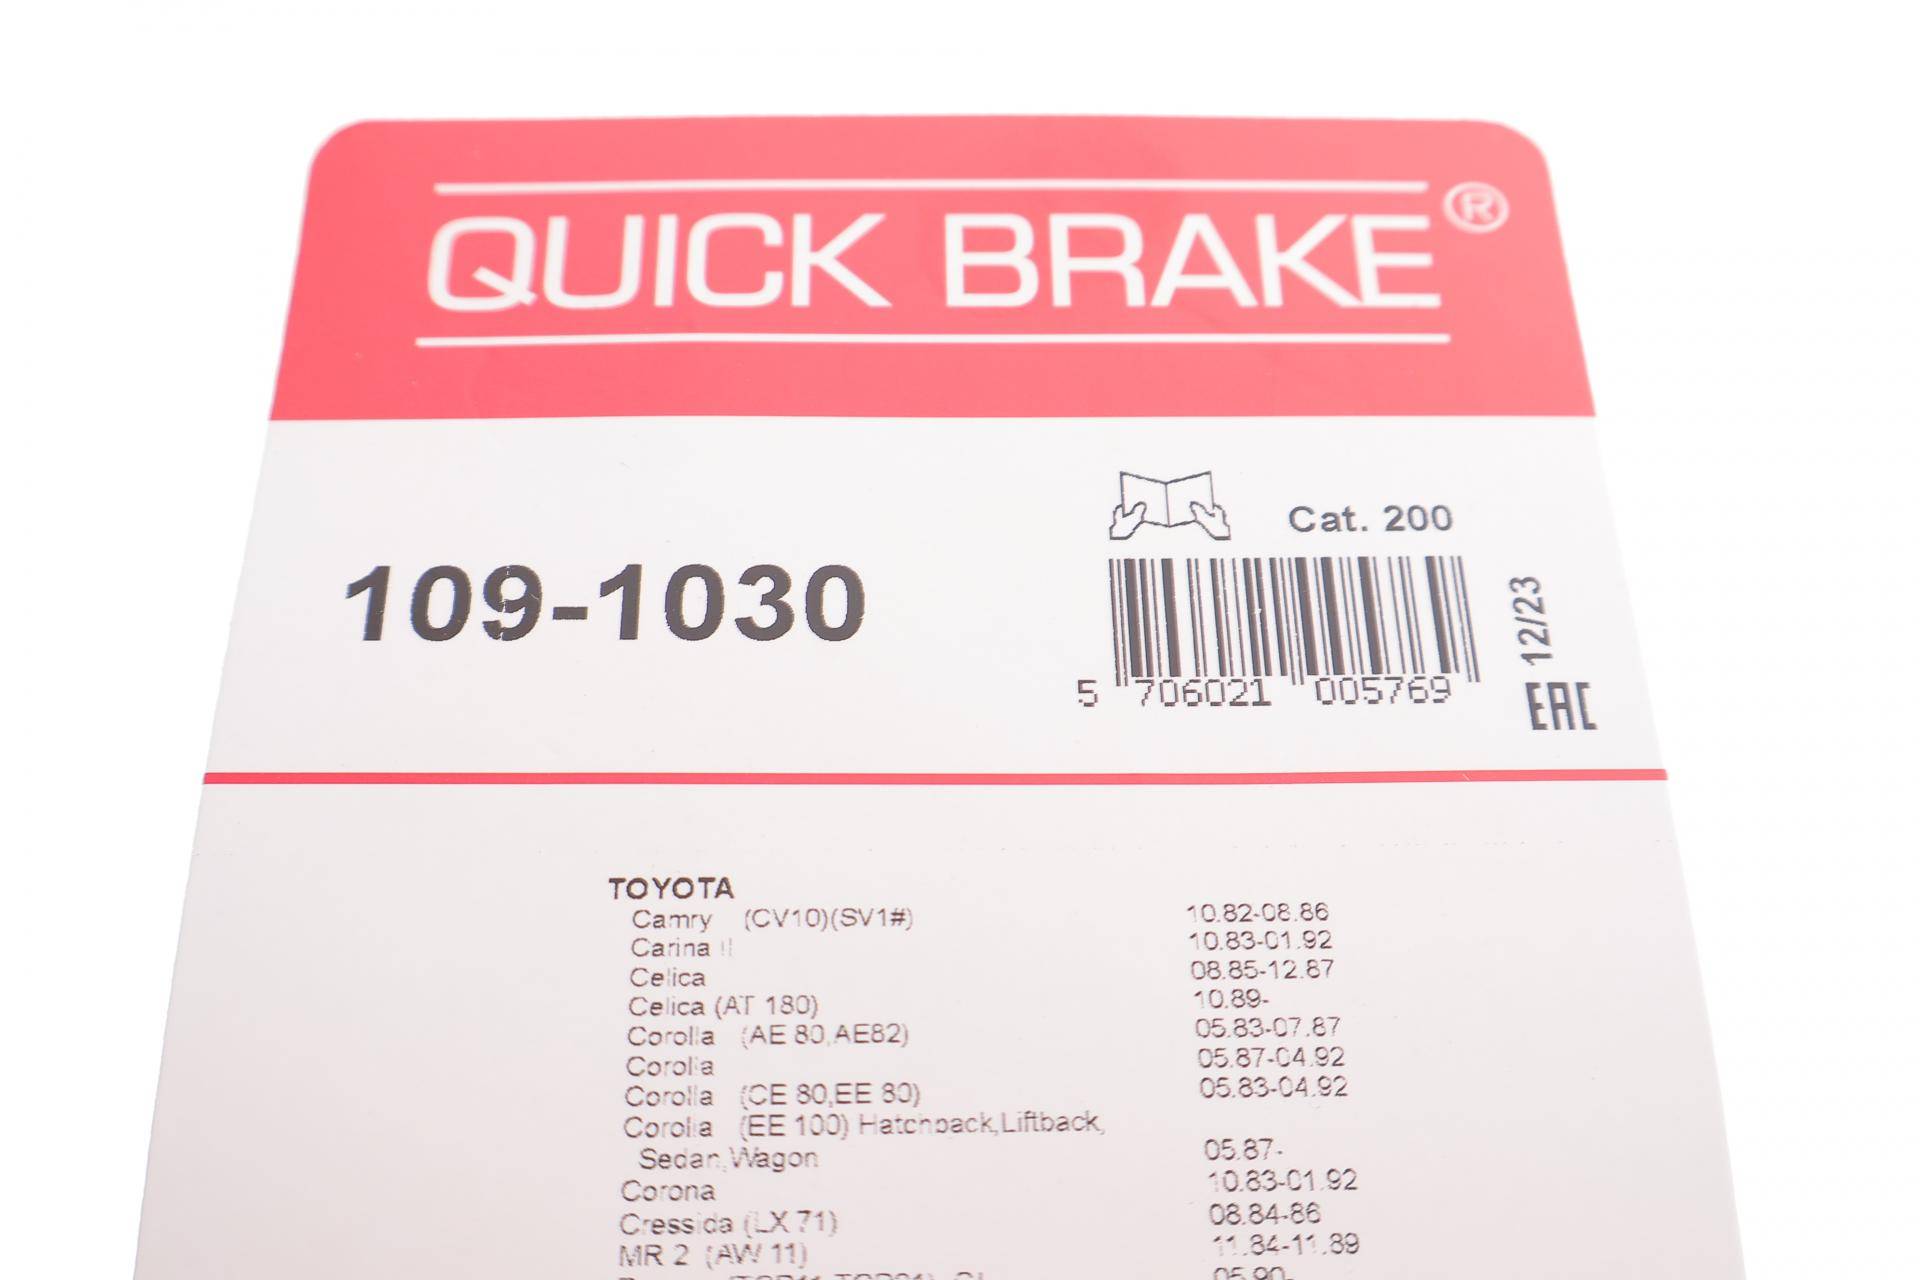 QUICK BRAKE ®
109-1030
Cat. 200
5 706021 005769
12/23
EAC
TOYOTA
Camry (CV10)(SV1#) 10.82-08.86
Carina II 10.83-01.92
Celica 08.85-12.87
Celica (AT 180) 10.89-
Corolla (AE 80,AE82) 05.83-07.87
Corolla 05.87-04.92
Corolla (CE 80,EE 80) 05.83-04.92
Corolla (EE 100) Hatchback,Liftback,
Sedan,Wagon 05.87-
Corona 10.83-01.92
Cressida (LX 71) 08.84-86
MR 2 (AW 11) 11.84-11.89
05.90-